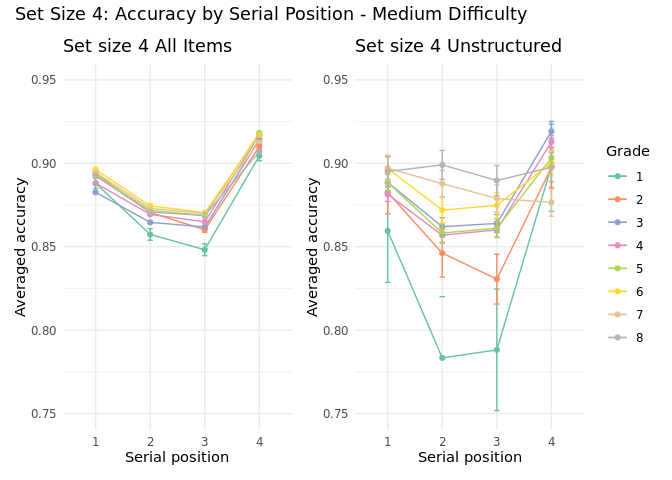 Set Size 4: Accuracy by Serial Position - Medium Difficulty
Set size 4 All Items
Set size 4 Unstructured
Averaged accuracy
0.95
0.90
0.85
0.80
0.75
1 2 3 4
Serial position
Averaged accuracy
0.95
0.90
0.85
0.80
0.75
1 2 3 4
Serial position
Grade
1
2
3
4
5
6
7
8